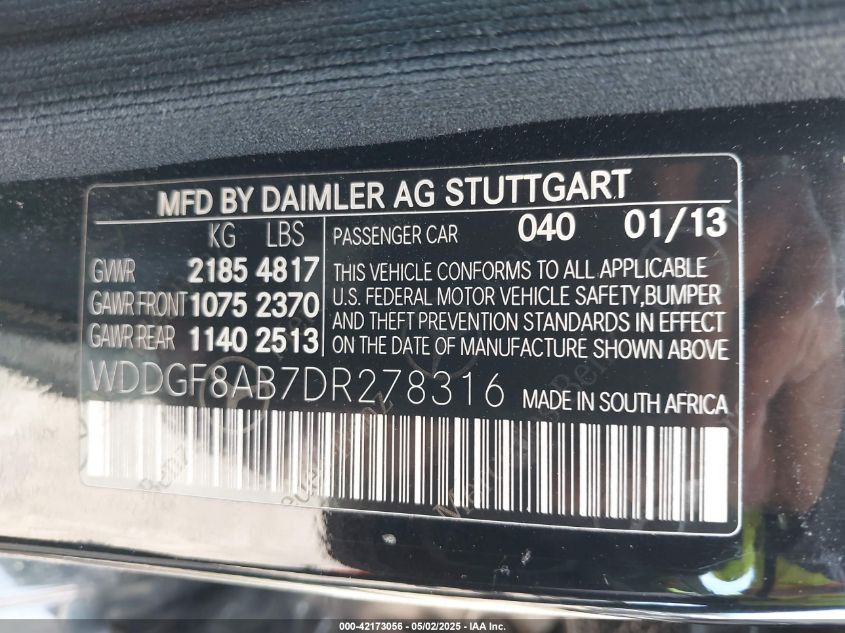 MFD BY DAIMLER AG STUTTGART
KG LBS
GVWR 2185 4817
GAWR FRONT 1075 2370
GAWR REAR 1140 2513
PASSENGER CAR 040 01/13
THIS VEHICLE CONFORMS TO ALL APPLICABLE
U.S. FEDERAL MOTOR VEHICLE SAFETY,BUMPER
AND THEFT PREVENTION STANDARDS IN EFFECT
ON THE DATE OF MANUFACTURE SHOWN ABOVE
WDDGF8AB7DR278316 MADE IN SOUTH AFRICA
000-42173056 - 05/02/2025 - IAA Inc.